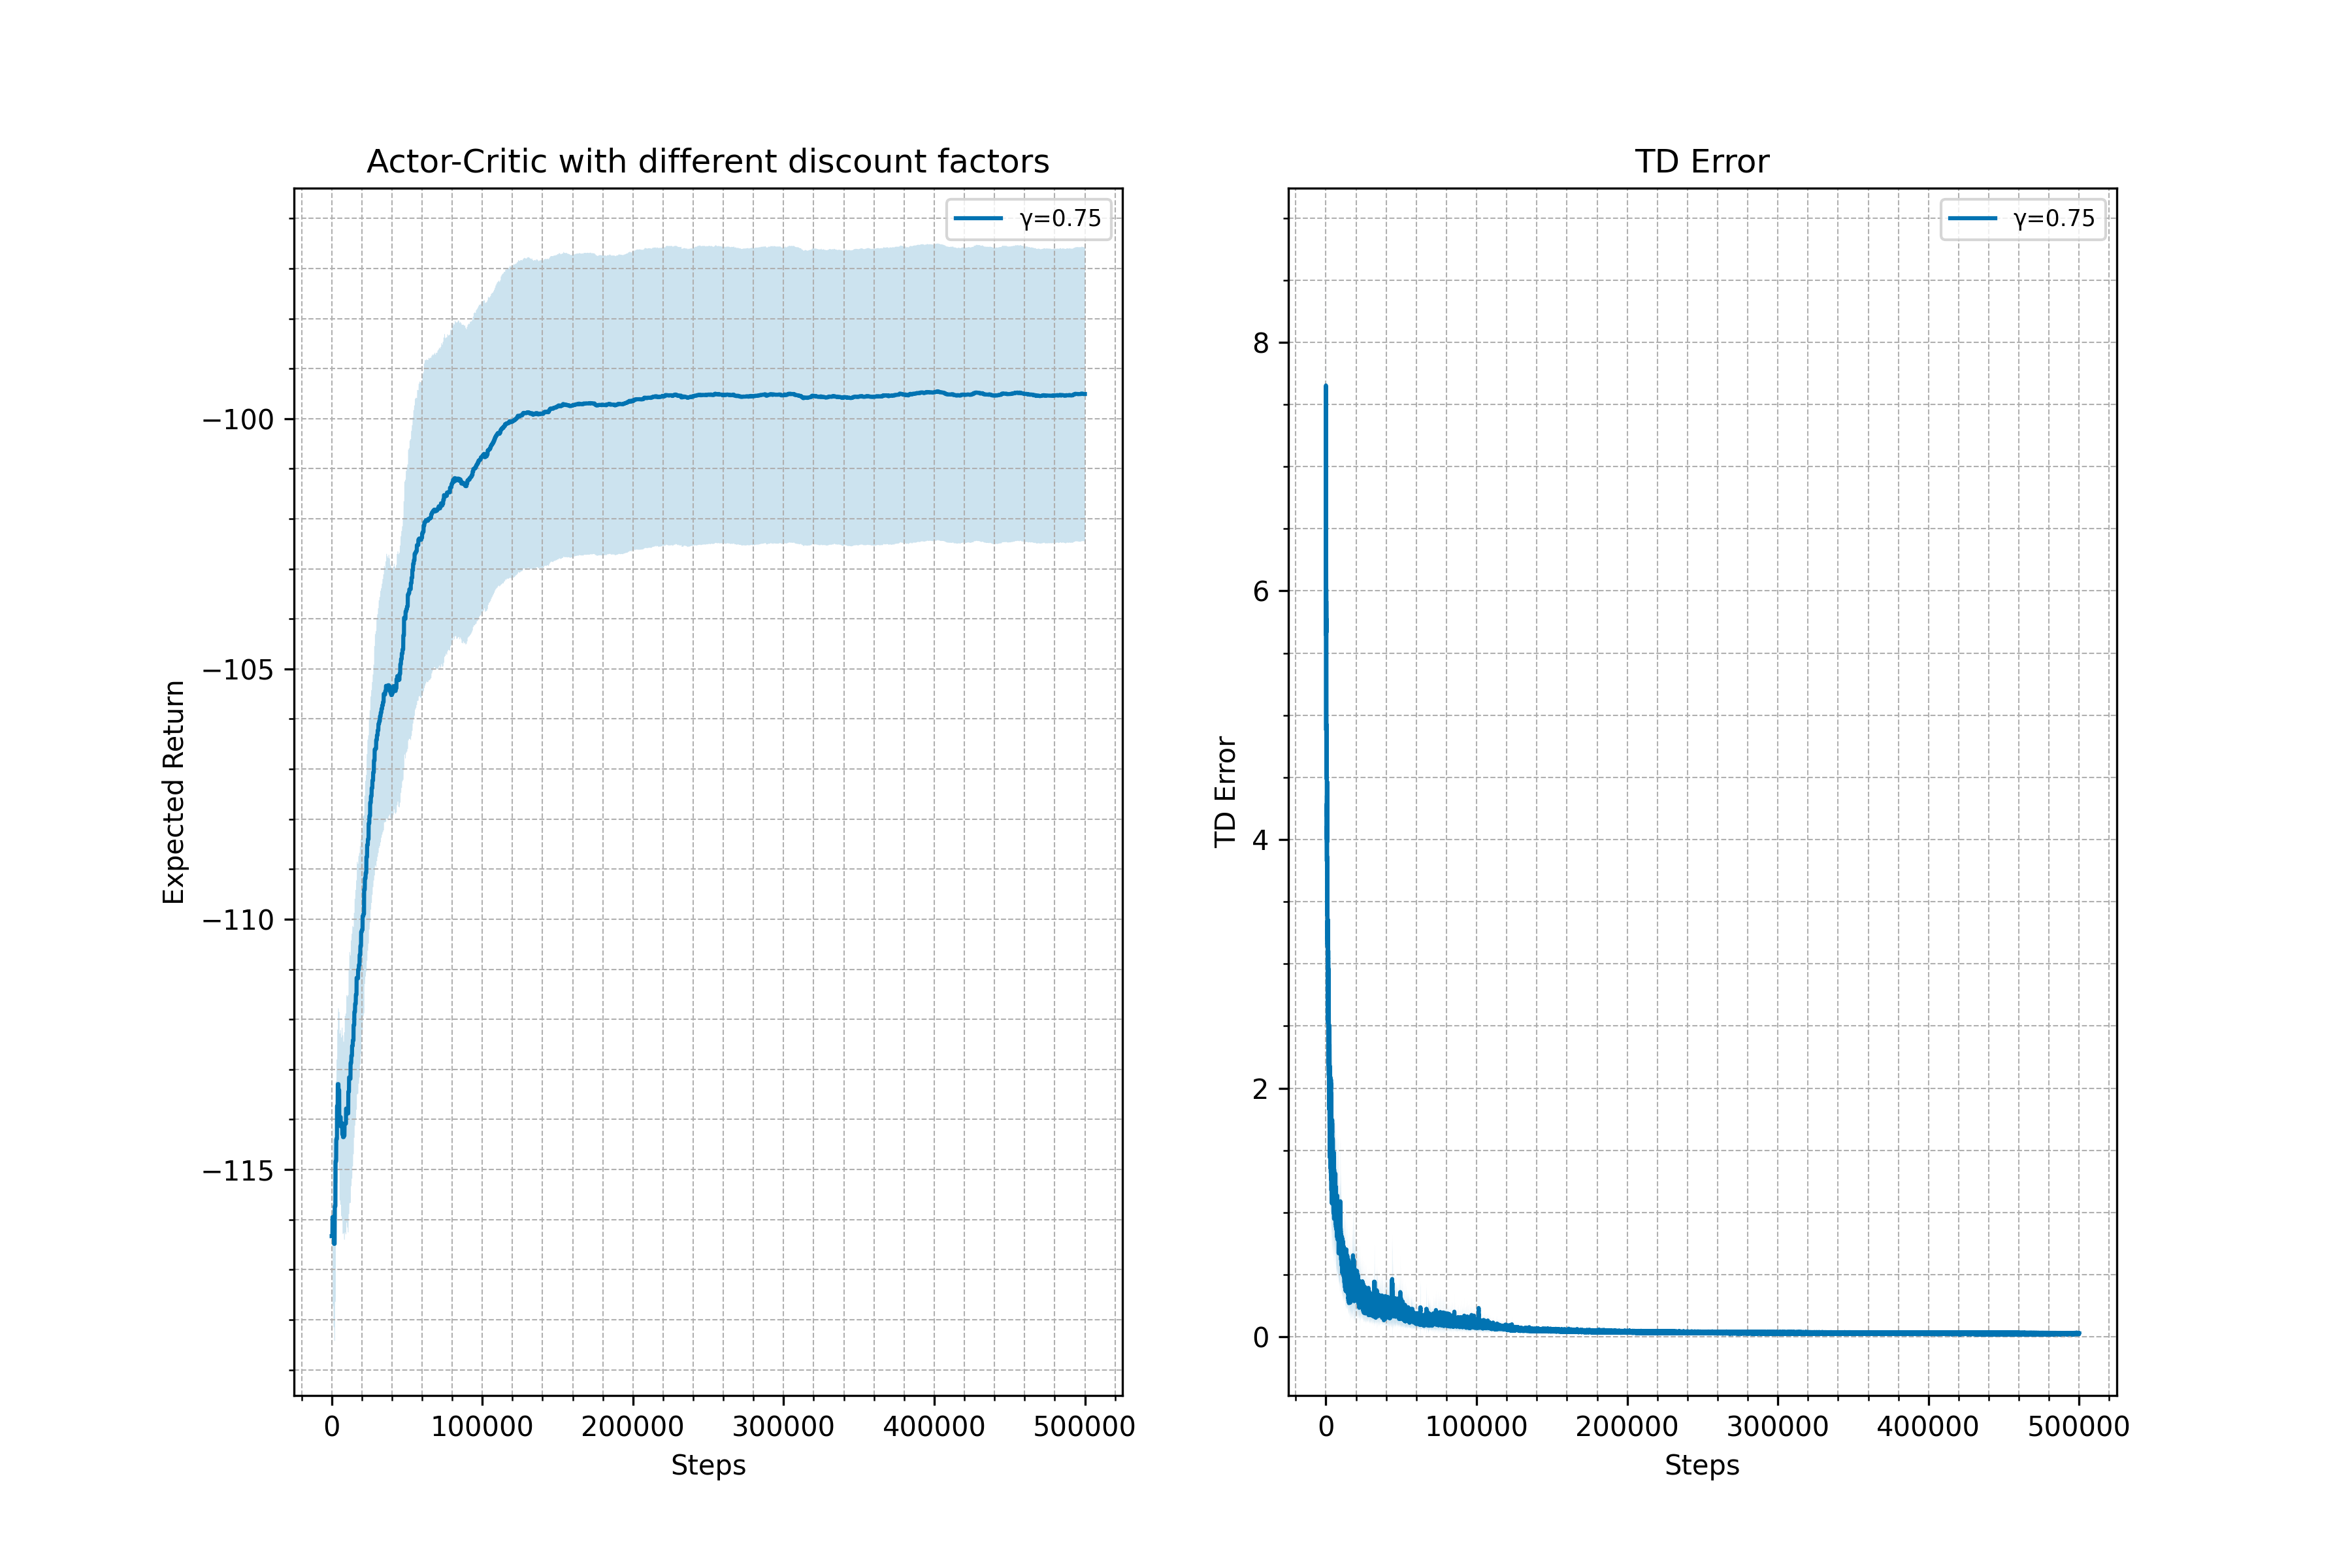 Actor-Critic with different discount factors
γ=0.75
Expected Return
−100
−105
−110
−115
0 100000 200000 300000 400000 500000
Steps
TD Error
γ=0.75
TD Error
8
6
4
2
0
0 100000 200000 300000 400000 500000
Steps